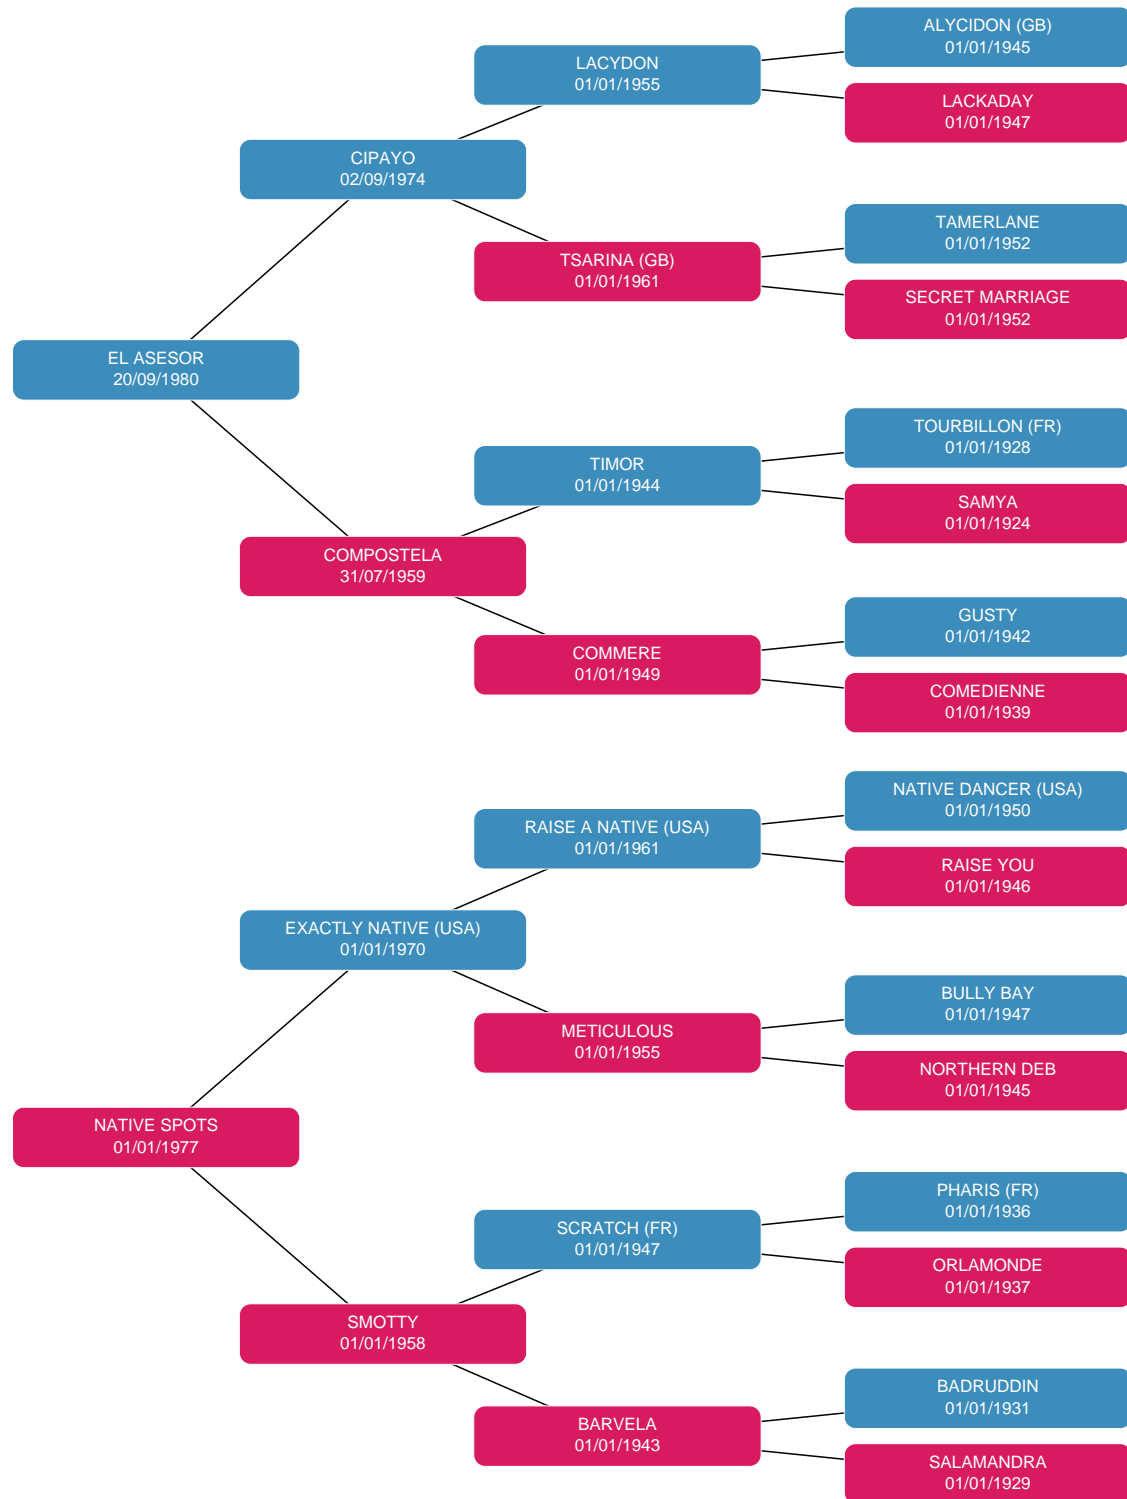 ALYCIDON (GB)
01/01/1945
LACYDON
01/01/1955
LACKADAY
01/01/1947
CIPAYO
02/09/1974
TAMERLANE
01/01/1952
TSARINA (GB)
01/01/1961
SECRET MARRIAGE
01/01/1952
EL ASESOR
20/09/1980
TOURBILLON (FR)
01/01/1928
TIMOR
01/01/1944
SAMYA
01/01/1924
COMPOSTELA
31/07/1959
GUSTY
01/01/1942
COMMERE
01/01/1949
COMEDIENNE
01/01/1939
NATIVE DANCER (USA)
01/01/1950
RAISE A NATIVE (USA)
01/01/1961
RAISE YOU
01/01/1946
EXACTLY NATIVE (USA)
01/01/1970
BULLY BAY
01/01/1947
METICULOUS
01/01/1955
NORTHERN DEB
01/01/1945
NATIVE SPOTS
01/01/1977
PHARIS (FR)
01/01/1936
SCRATCH (FR)
01/01/1947
ORLAMONDE
01/01/1937
SMOTTY
01/01/1958
BADRUDDIN
01/01/1931
BARVELA
01/01/1943
SALAMANDRA
01/01/1929